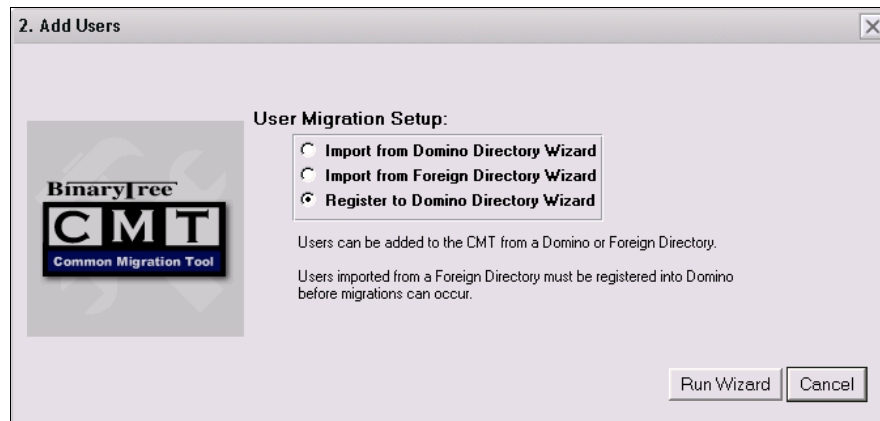 2. Add Users
User Migration Setup:
Import from Domino Directory Wizard
Import from Foreign Directory Wizard
Register to Domino Directory Wizard
BinaryTree
CMT
Common Migration Tool
Users can be added to the CMT from a Domino or Foreign Directory.
Users imported from a Foreign Directory must be registered into Domino
before migrations can occur.
Run Wizard
Cancel